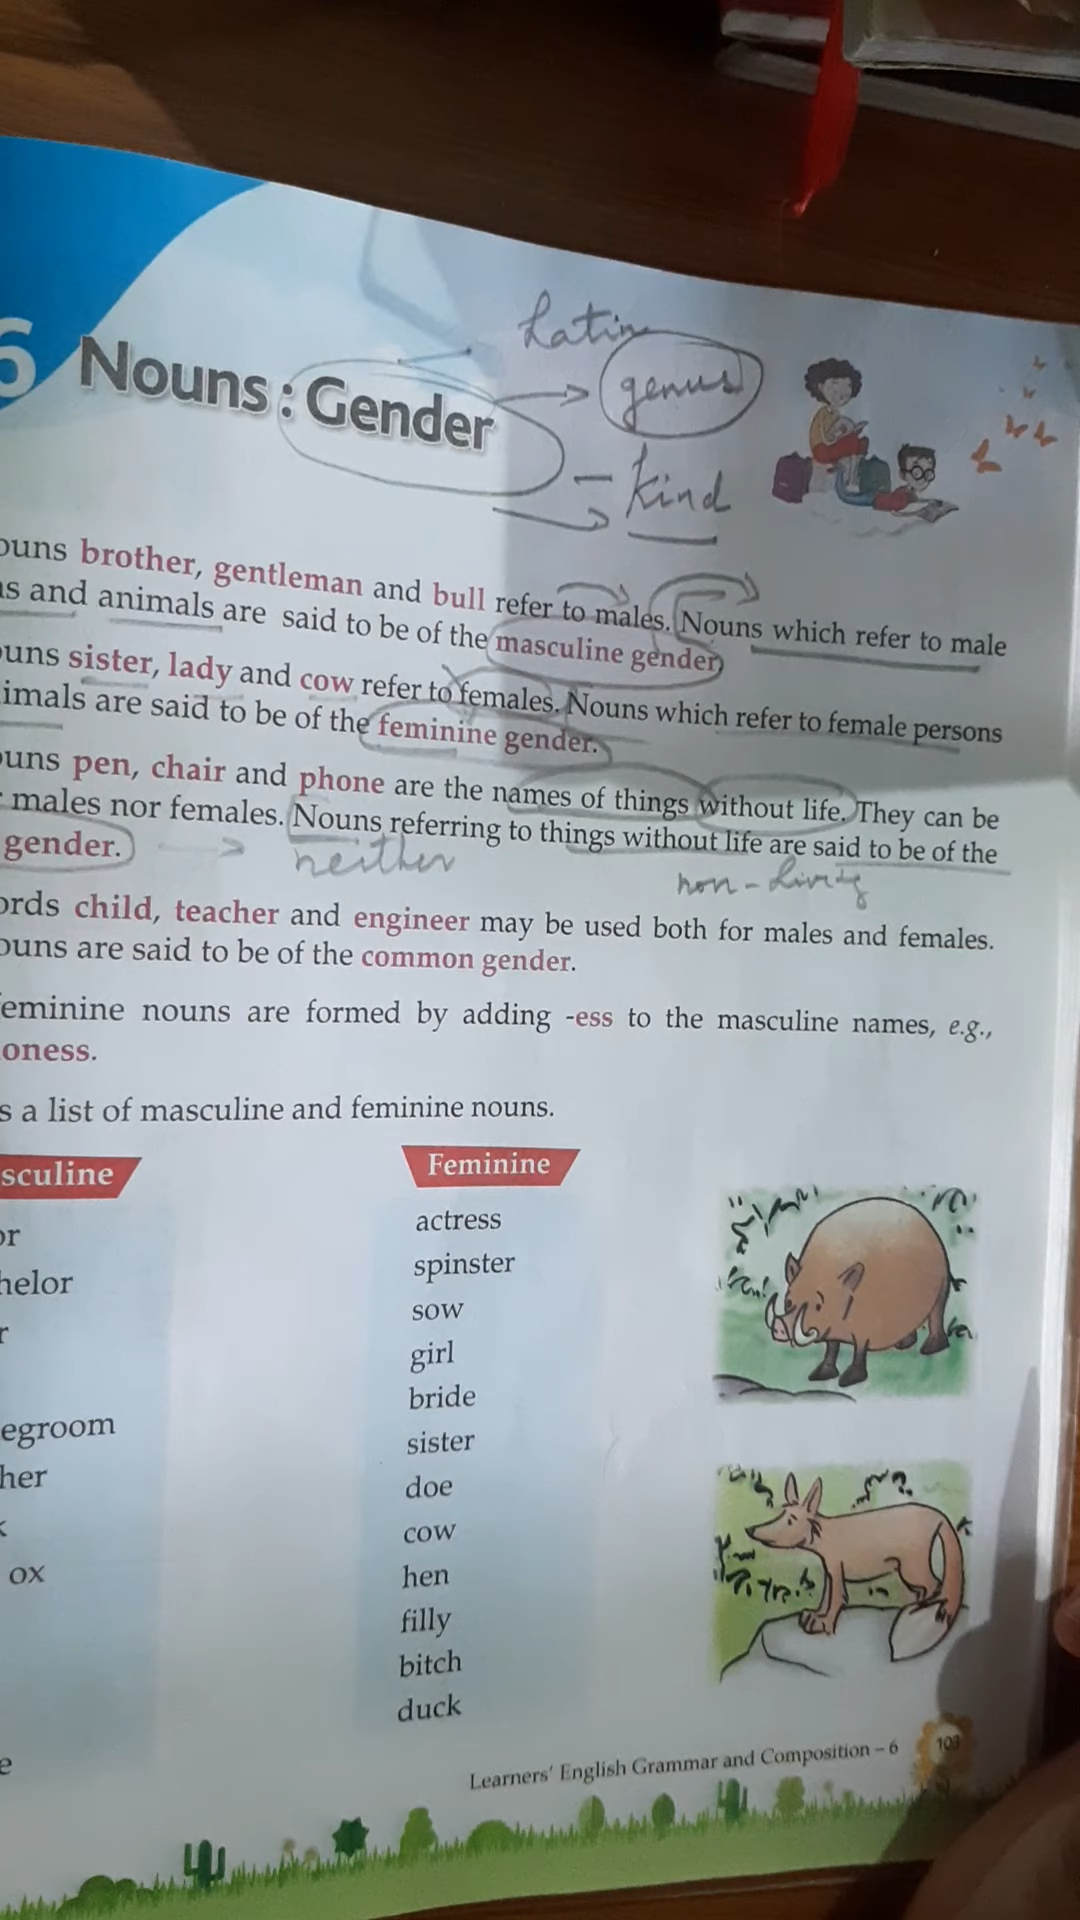 Latin
6 Nouns : Gender
genus
kind
ouns brother, gentleman and bull refer to males. Nouns which refer to male
ns and animals are said to be of the masculine gender
ouns sister, lady and cow refer to females. Nouns which refer to female persons
imals are said to be of the feminine gender.
ouns pen, chair and phone are the names of things without life. They can be
r males nor females. Nouns referring to things without life are said to be of the
gender.
neither
non-living
ords child, teacher and engineer may be used both for males and females.
ouns are said to be of the common gender.
feminine nouns are formed by adding -ess to the masculine names, e.g.,
oness.
s a list of masculine and feminine nouns.
sculine Feminine
or actress
helor spinster
r sow
girl
egroom bride
her sister
k doe
ox cow
hen
filly
bitch
duck
e
Learners' English Grammar and Composition – 6 103